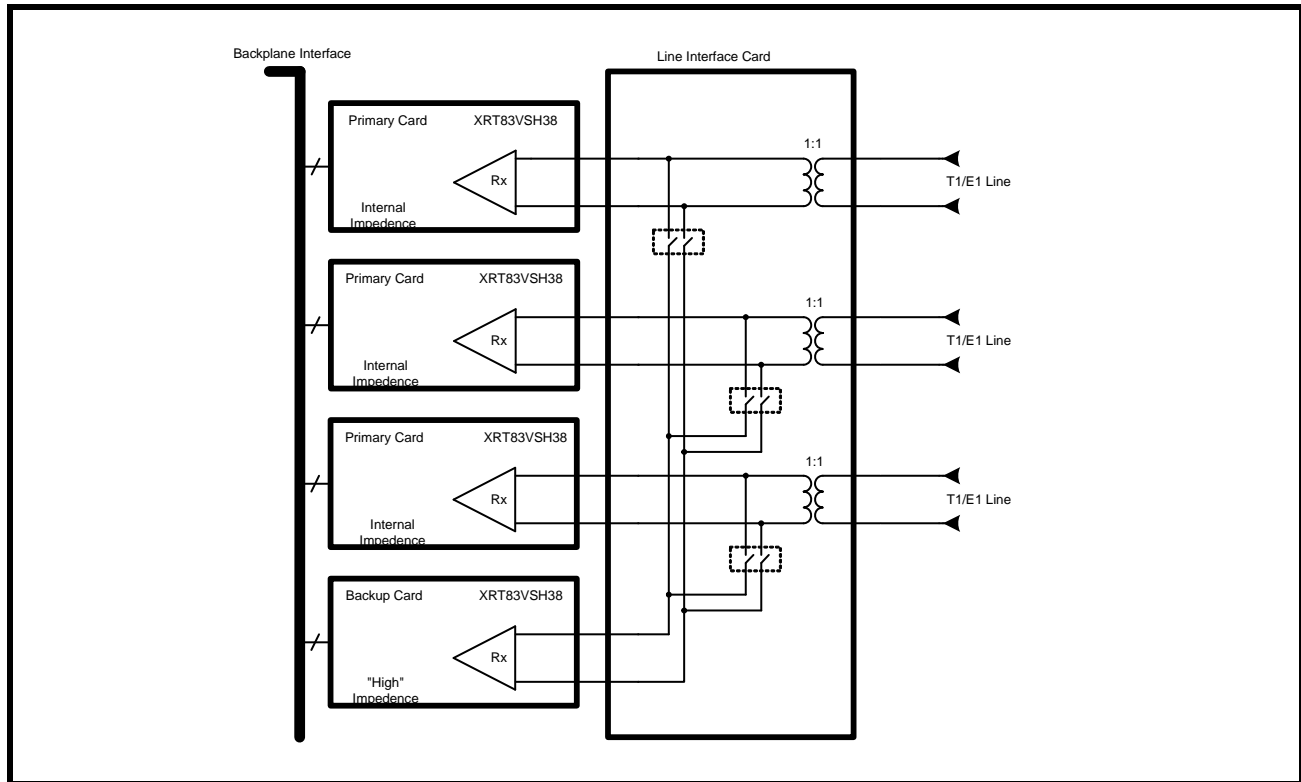 Backplane Interface
Line Interface Card
Primary Card XRT83VSH38
Rx
Internal
Impedence
1:1
T1/E1 Line
Primary Card XRT83VSH38
Rx
Internal
Impedence
1:1
T1/E1 Line
Primary Card XRT83VSH38
Rx
Internal
Impedence
1:1
T1/E1 Line
Backup Card XRT83VSH38
Rx
"High"
Impedence